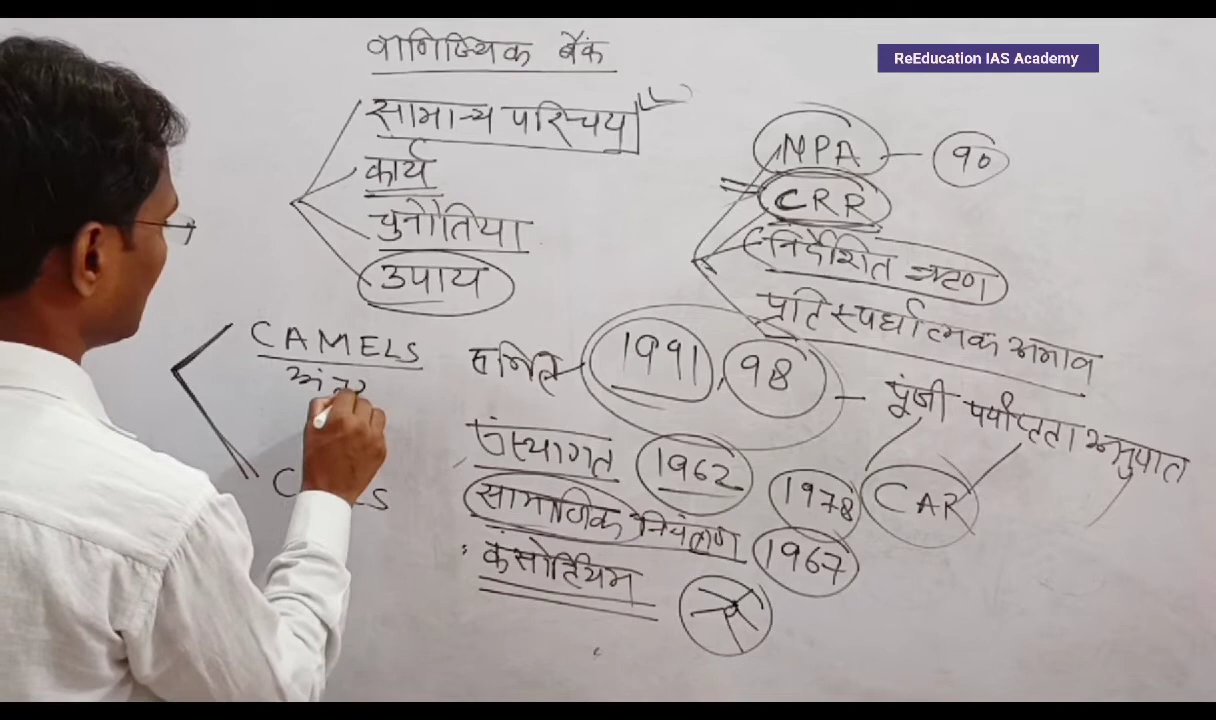 वाणिज्यिक बैंक
ReEducation IAS Academy
सामान्य परिचय
कार्य
चुनौतिया
उपाय
NPA – 90
CRR
निर्देशित ऋण
प्रतिस्पर्धात्मक अभाव
CAMELS
1991, 98 – पूंजी पर्याप्तता अनुपात
CAR
संस्थागत 1962 1978
सामाजिक नियंत्रण 1967
कंसोर्टियम